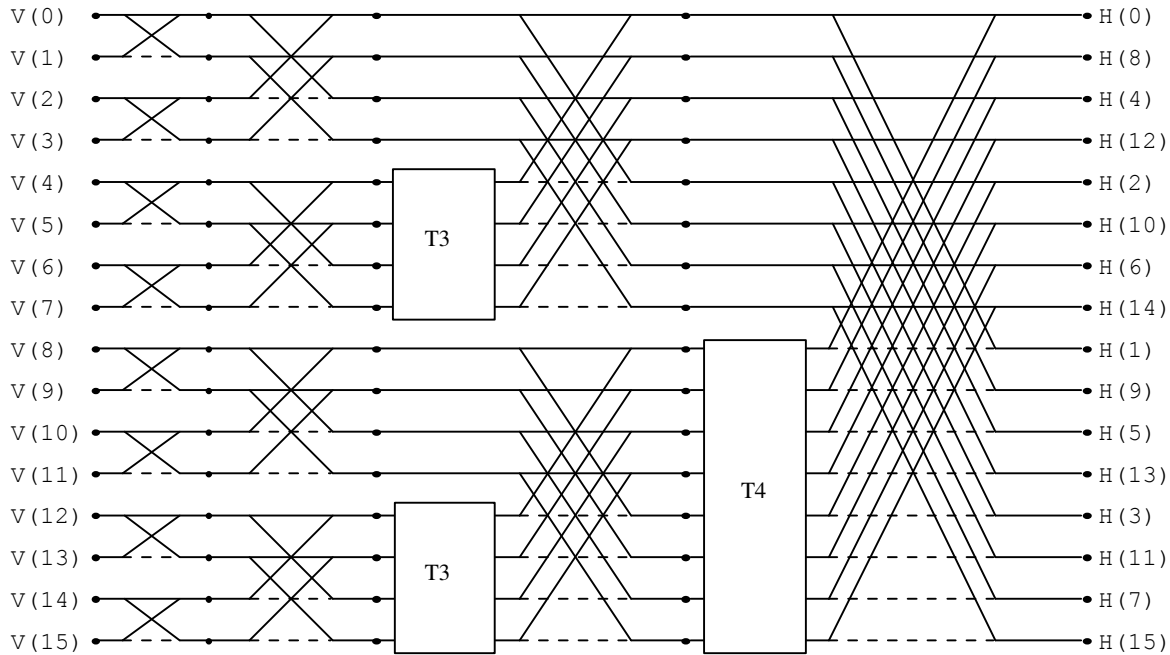 V(0) H(0)
V(1) H(8)
V(2) H(4)
V(3) H(12)
V(4) H(2)
V(5) H(10)
T3
V(6) H(6)
V(7) H(14)
V(8) H(1)
V(9) H(9)
V(10) H(5)
V(11) H(13)
T4
V(12) H(3)
V(13) H(11)
T3
V(14) H(7)
V(15) H(15)